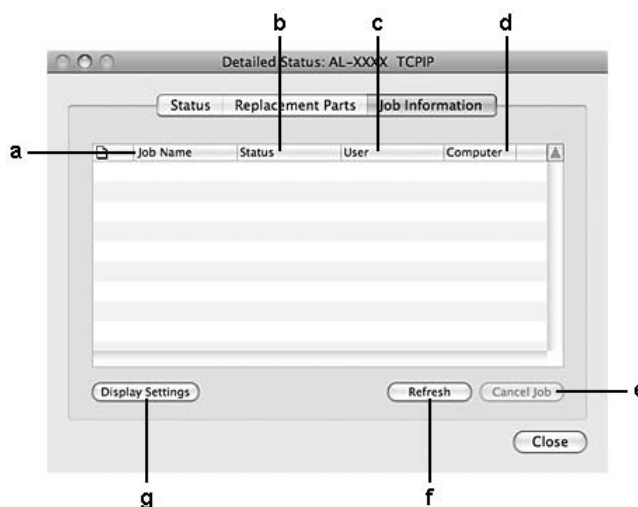 b c d
Detailed Status: AL-XXXX TCPIP
Status Replacement Parts Job Information
a Job Name Status User Computer
Display Settings Refresh Cancel Job e
Close
g f